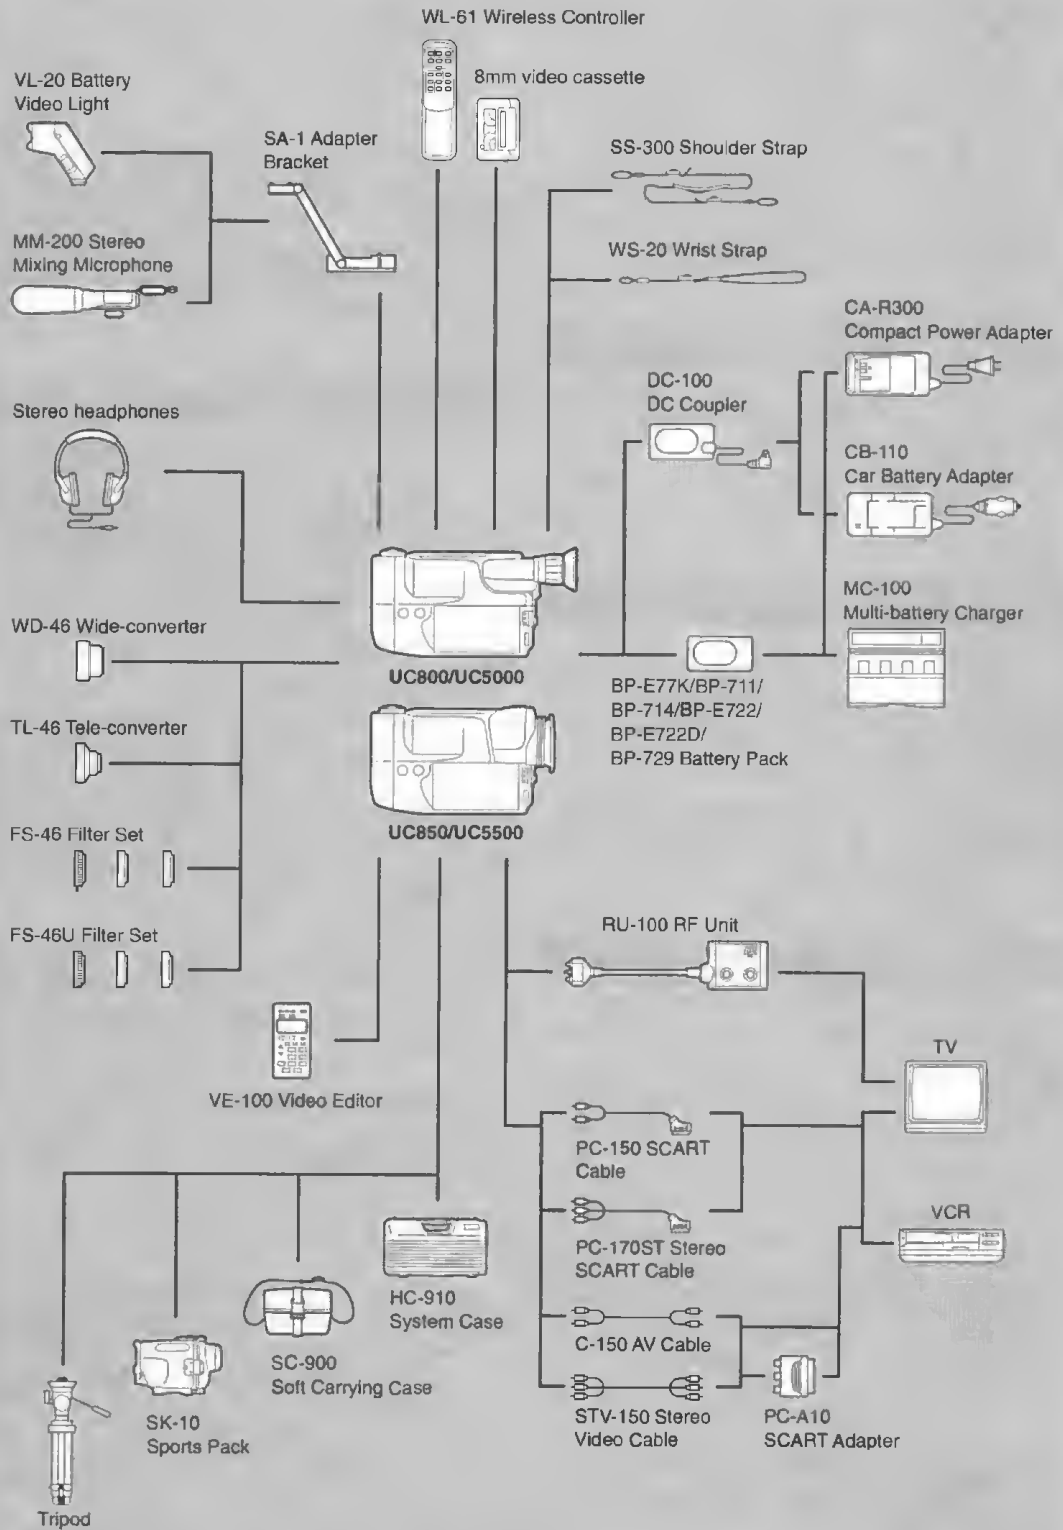 WL-61 Wireless Controller
VL-20 Battery
Video Light
8mm video cassette
SA-1 Adapter
Bracket
SS-300 Shoulder Strap
MM-200 Stereo
Mixing Microphone
WS-20 Wrist Strap
CA-R300
Compact Power Adapter
DC-100
DC Coupler
Stereo headphones
CB-110
Car Battery Adapter
MC-100
Multi-battery Charger
WD-46 Wide-converter
UC800/UC5000
BP-E77K/BP-711/
BP-714/BP-E722/
BP-E722D/
BP-729 Battery Pack
TL-46 Tele-converter
UC850/UC5500
FS-46 Filter Set
FS-46U Filter Set
RU-100 RF Unit
TV
VE-100 Video Editor
PC-150 SCART
Cable
VCR
PC-170ST Stereo
SCART Cable
HC-910
System Case
C-150 AV Cable
SC-900
Soft Carrying Case
SK-10
Sports Pack
STV-150 Stereo
Video Cable
PC-A10
SCART Adapter
Tripod